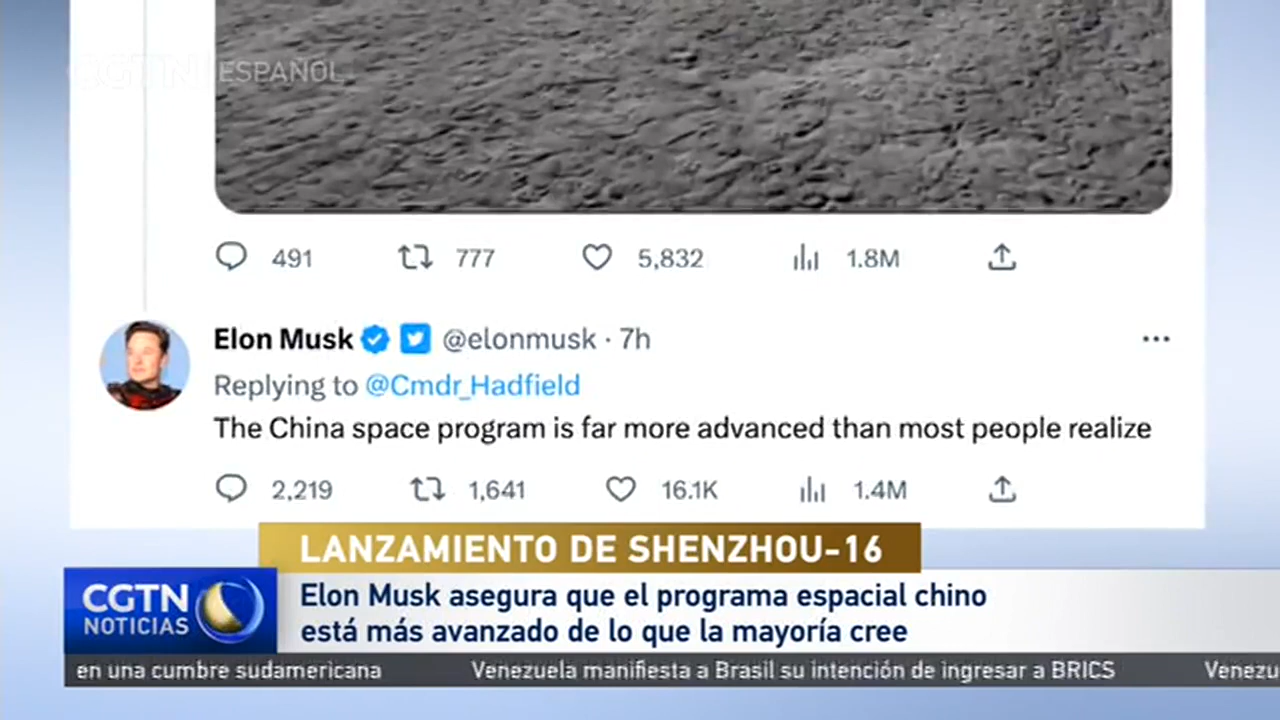 CGTN ESPAÑOL
491 777 5,832 1.8M
Elon Musk @elonmusk · 7h
Replying to @Cmdr_Hadfield
The China space program is far more advanced than most people realize
2,219 1,641 16.1K 1.4M
LANZAMIENTO DE SHENZHOU-16
CGTN
NOTICIAS
Elon Musk asegura que el programa espacial chino
está más avanzado de lo que la mayoría cree
en una cumbre sudamericana Venezuela manifiesta a Brasil su intención de ingresar a BRICS